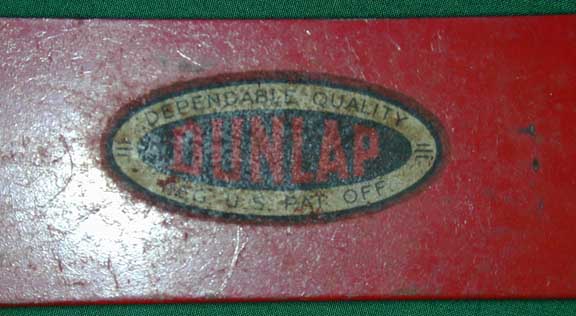 DEPENDABLE QUALITY
DUNLAP
REG. U.S. PAT. OFF.